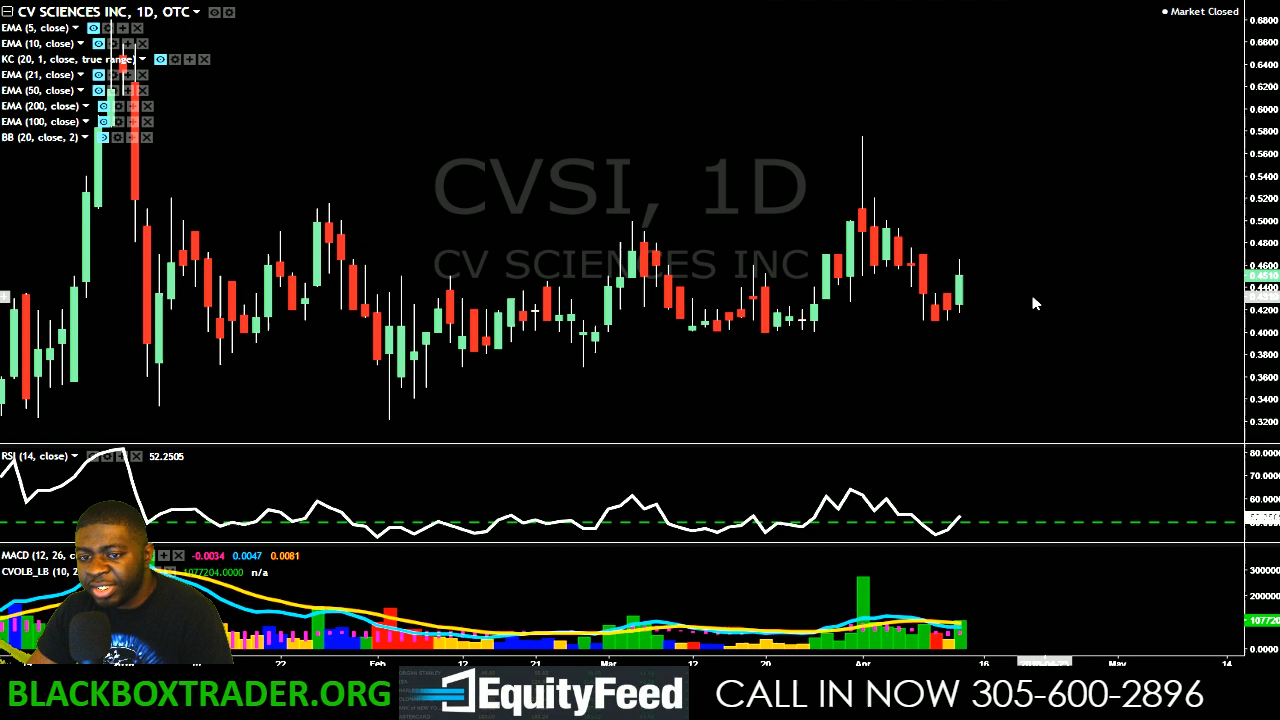 CV SCIENCES INC, 1D, OTC
Market Closed
EMA (5, close)
EMA (10, close)
KC (20, 1, close, true range)
EMA (21, close)
EMA (50, close)
EMA (200, close)
EMA (100, close)
BB (20, close, 2)
CVSI, 1D
CV SCIENCES INC
0.6800
0.6600
0.6400
0.6200
0.6000
0.5800
0.5600
0.5400
0.5200
0.5000
0.4800
0.4600
0.4510
0.4400
0.4200
0.4000
0.3800
0.3600
0.3400
0.3200
RSI (14, close) 52.2505
80.0000
70.0000
60.0000
MACD (12, 26, -0.0034 0.0047 0.0081
CVOLB_LB (10, 1077204.0000 n/a
300000
200000
107720
0.0000
22 Feb 12 21 Mar 12 20 Apr 16 May 14
BLACKBOXTRADER.ORG
EquityFeed
CALL IN NOW 305-600-2896